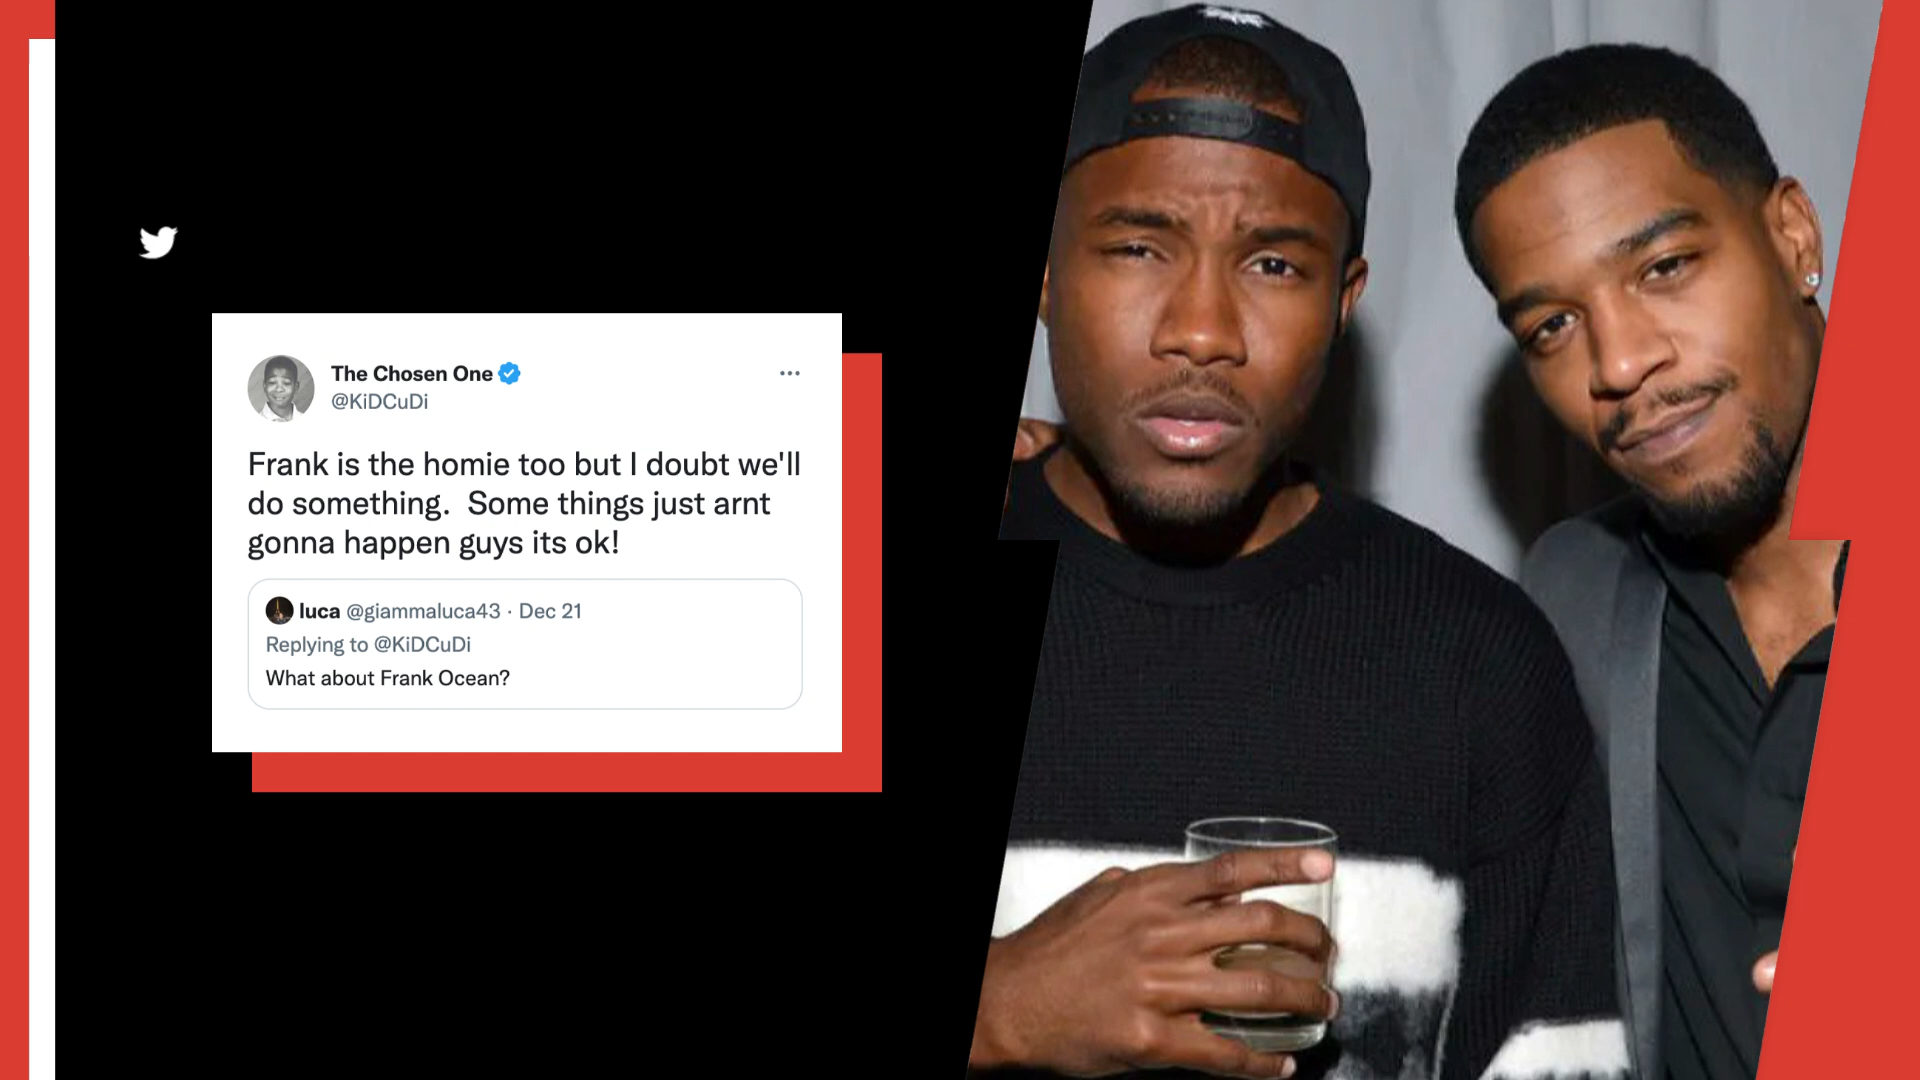 The Chosen One
@KiDCuDi
Frank is the homie too but I doubt we'll
do something.  Some things just arnt
gonna happen guys its ok!
luca @giammaluca43 · Dec 21
Replying to @KiDCuDi
What about Frank Ocean?